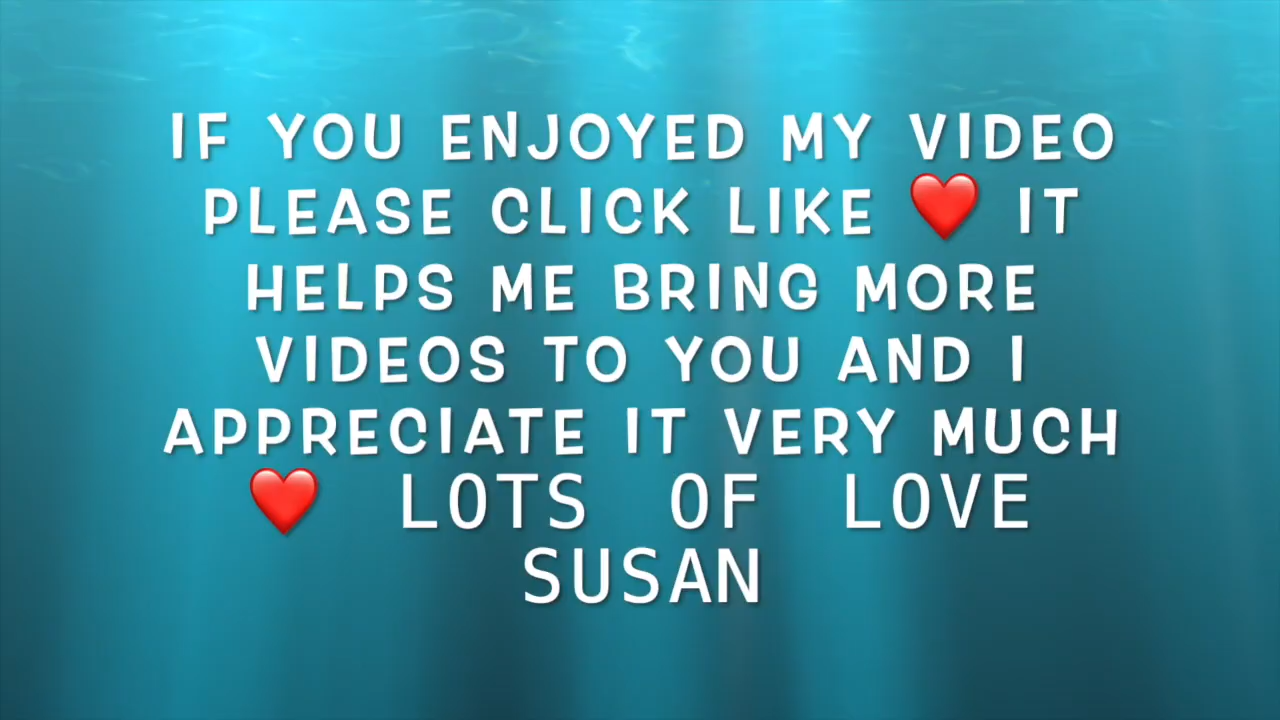 IF YOU ENJOYED MY VIDEO
PLEASE CLICK LIKE ❤️ IT
HELPS ME BRING MORE
VIDEOS TO YOU AND I
APPRECIATE IT VERY MUCH
❤️ LOTS OF LOVE
SUSAN